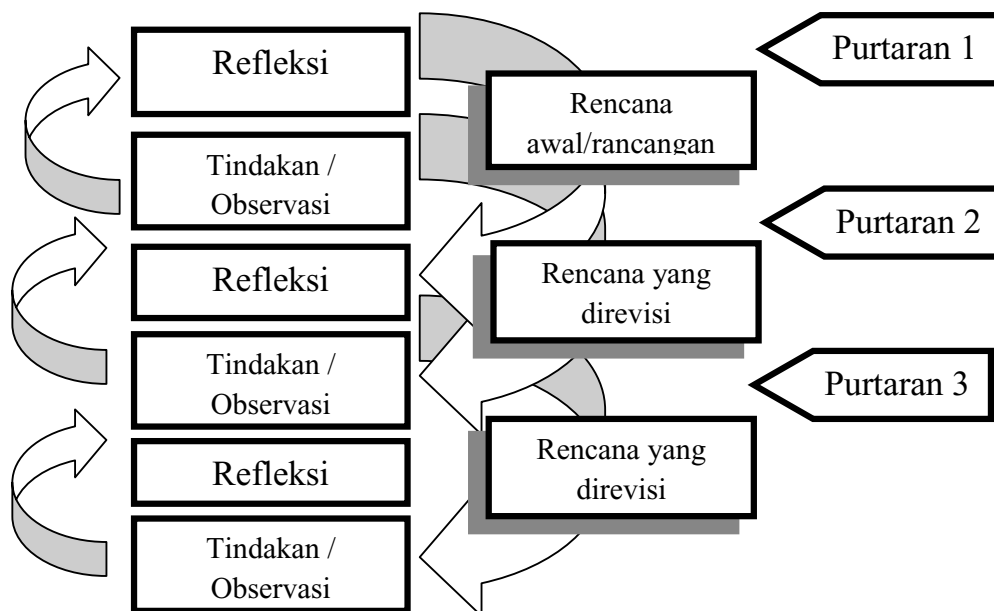 Refleksi
Rencana
awal/rancangan
Purtaran 1
Tindakan /
Observasi
Refleksi
Rencana yang
direvisi
Purtaran 2
Tindakan /
Observasi
Purtaran 3
Refleksi
Rencana yang
direvisi
Tindakan /
Observasi